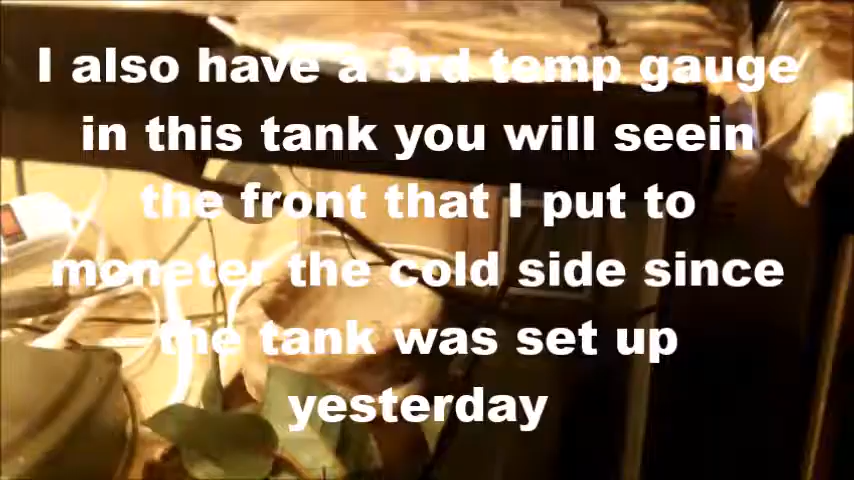 I also have a 3rd temp gauge
in this tank you will seein
the front that I put to
moneter the cold side since
the tank was set up
yesterday